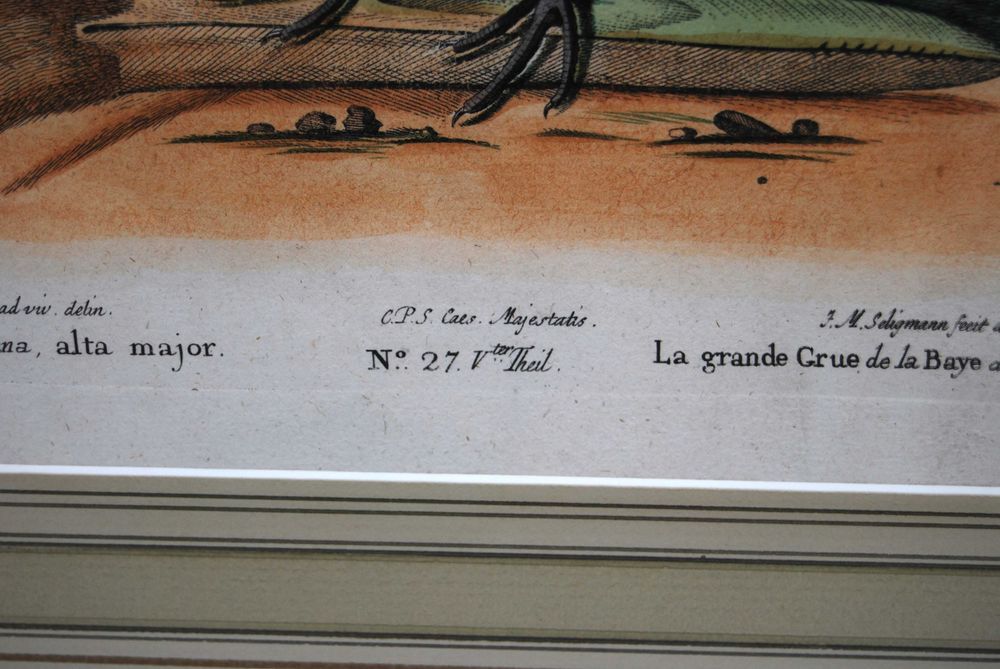 ad viv. delin. C.P.S. Caes. Majestatis. J. M. Seligmann fecit
na, alta major. No. 27. Vter Theil. La grande Grue de la Baye